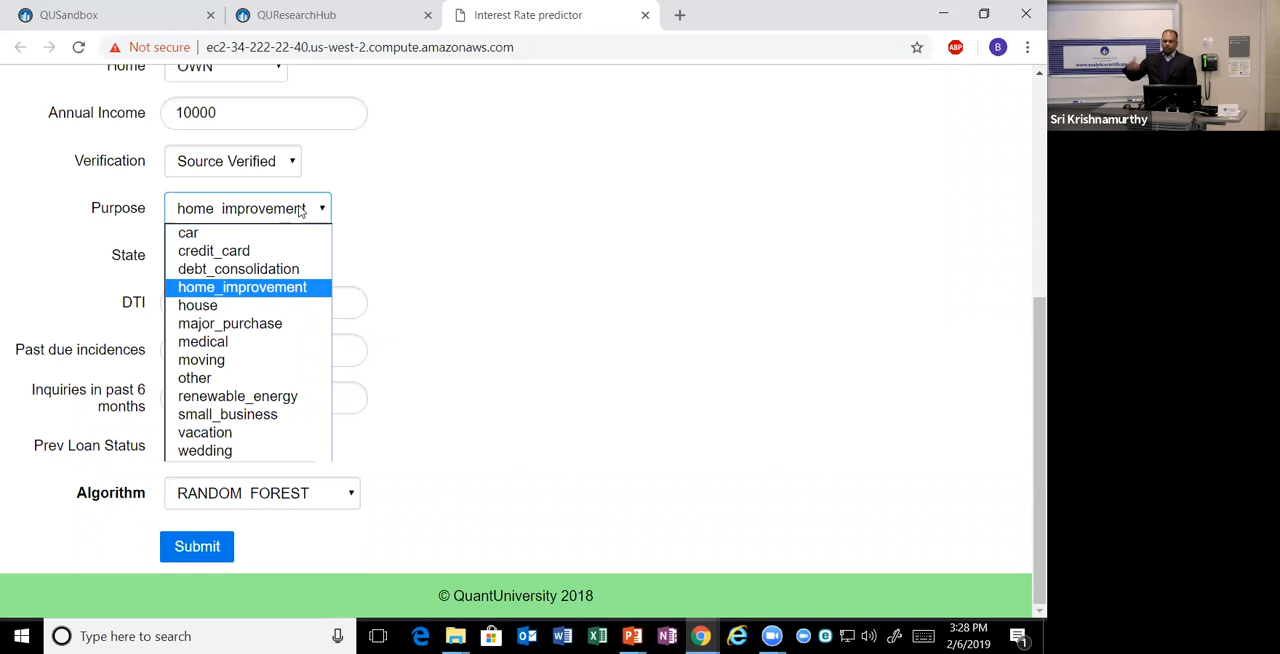 QUSandbox
QUResearchHub
Interest Rate predictor
Not secure | ec2-34-222-22-40.us-west-2.compute.amazonaws.com
ABP
B
Home
OWN
Annual Income
10000
Verification
Source Verified
Purpose
home improvement
car
credit_card
State
debt_consolidation
home_improvement
DTI
house
major_purchase
medical
Past due incidences
moving
other
Inquiries in past 6
months
renewable_energy
small_business
vacation
Prev Loan Status
wedding
Algorithm
RANDOM FOREST
Submit
© QuantUniversity 2018
Type here to search
3:28 PM
2/6/2019
1
Sri Krishnamurthy